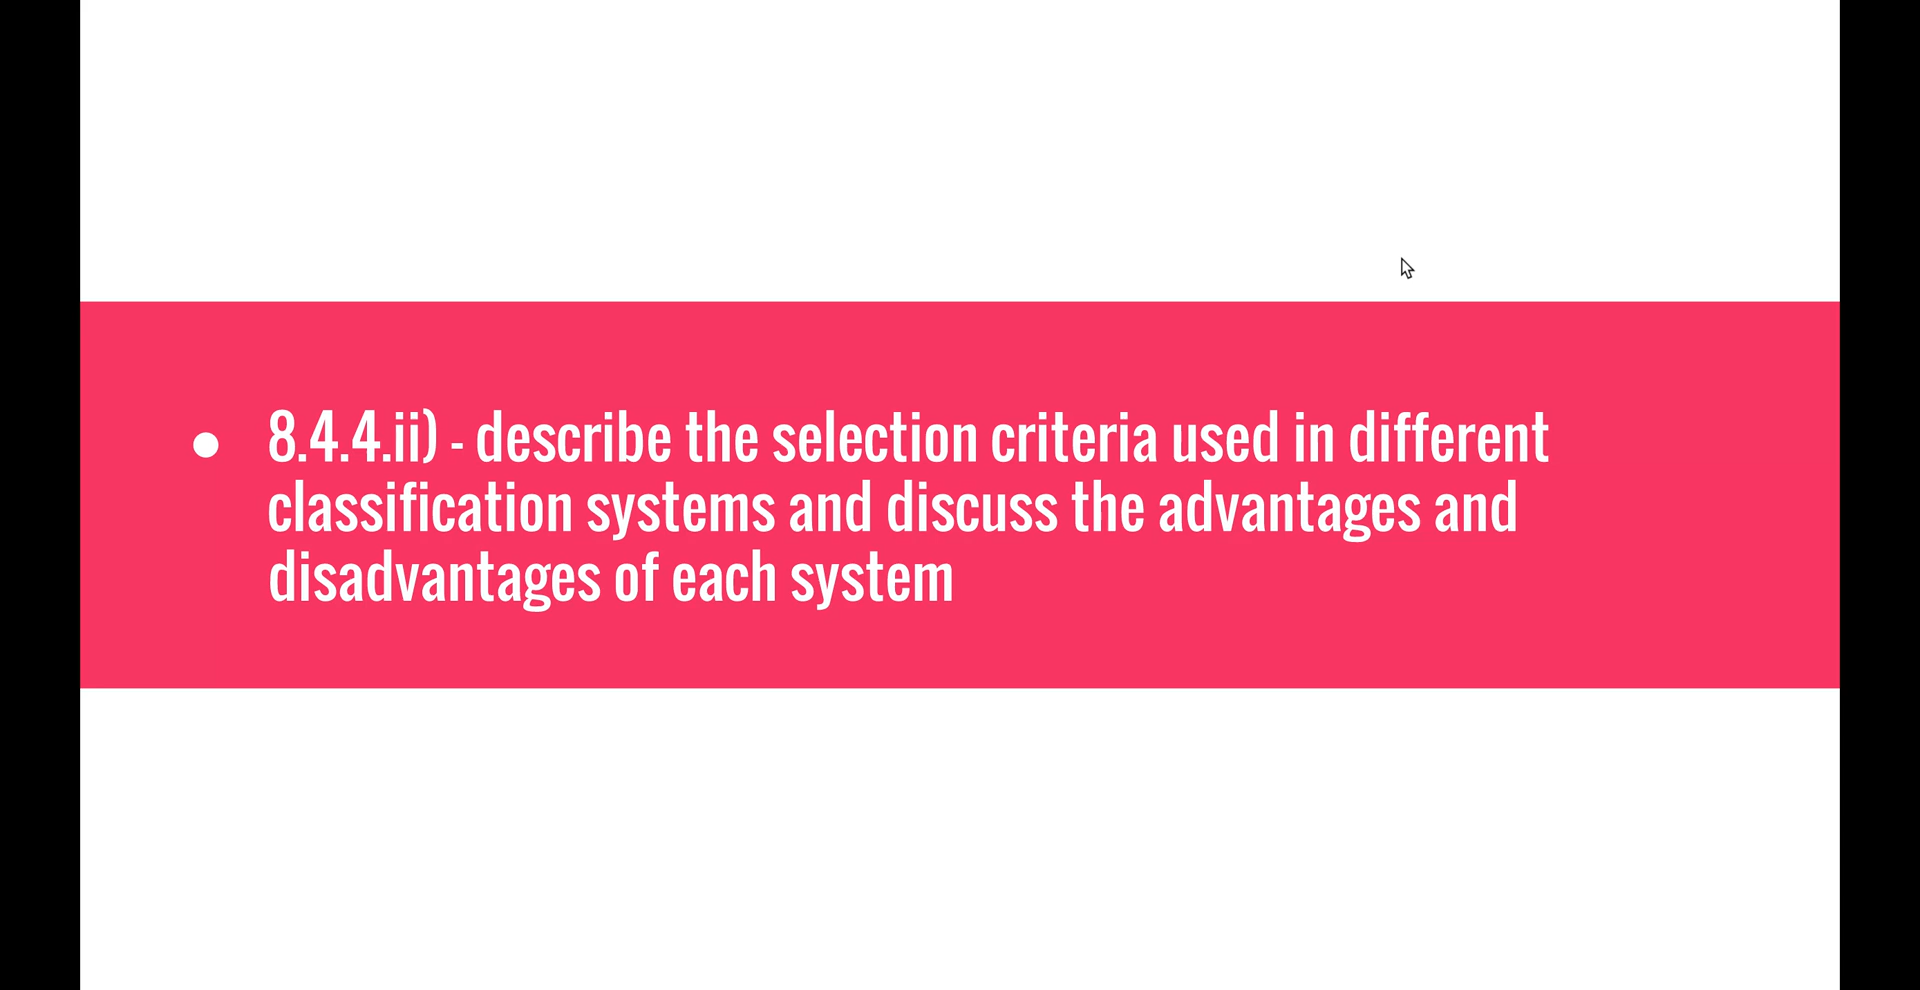 ● 8.4.4.ii) - describe the selection criteria used in different
classification systems and discuss the advantages and
disadvantages of each system